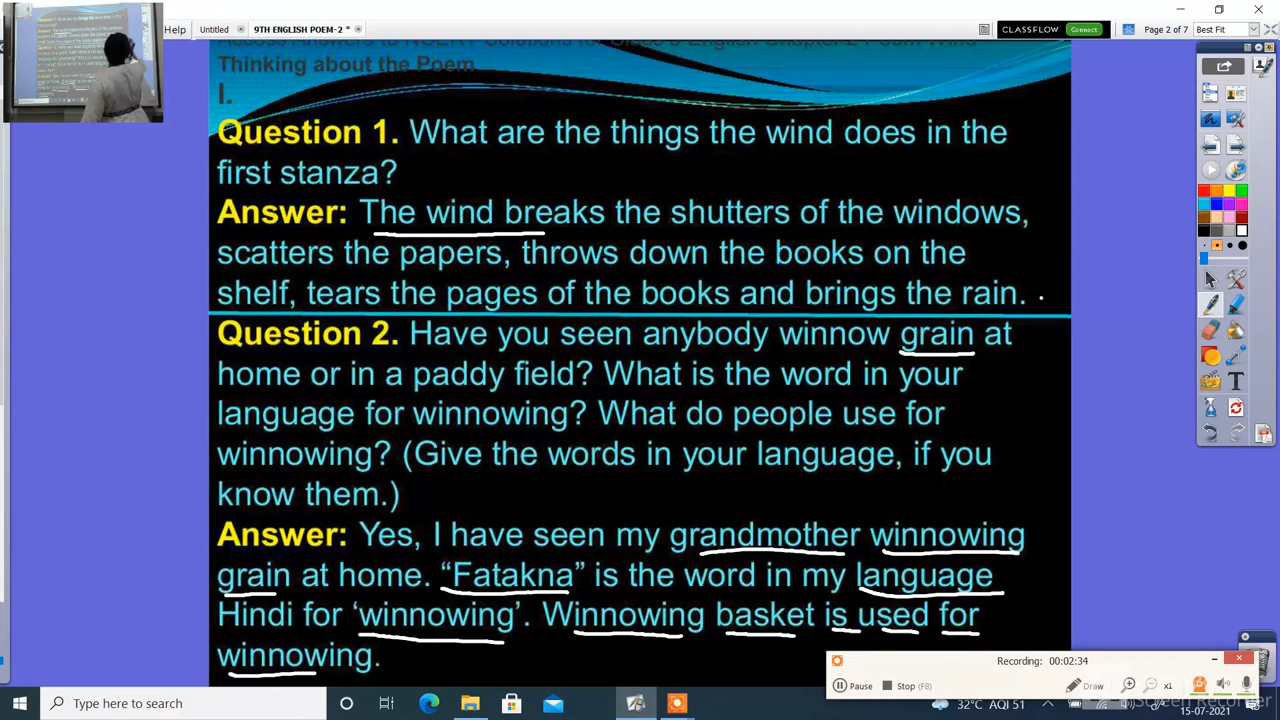 Help
Untitled
9TH ENGLISH POEM-2 *
CLASSFLOW
Connect
Page 2 of 7
Best Fit
Thinking about the Poem
I.
Question 1. What are the things the wind does in the
first stanza?
Answer: The wind breaks the shutters of the windows,
scatters the papers, throws down the books on the
shelf, tears the pages of the books and brings the rain.
Question 2. Have you seen anybody winnow grain at
home or in a paddy field? What is the word in your
language for winnowing? What do people use for
winnowing? (Give the words in your language, if you
know them.)
Answer: Yes, I have seen my grandmother winnowing
grain at home. “Fatakna” is the word in my language
Hindi for ‘winnowing’. Winnowing basket is used for
winnowing.
Recording: 00:02:34
Pause
Stop (F8)
Draw
x1
Screen Recorder
Type here to search
32°C AQI 51
15-07-2021